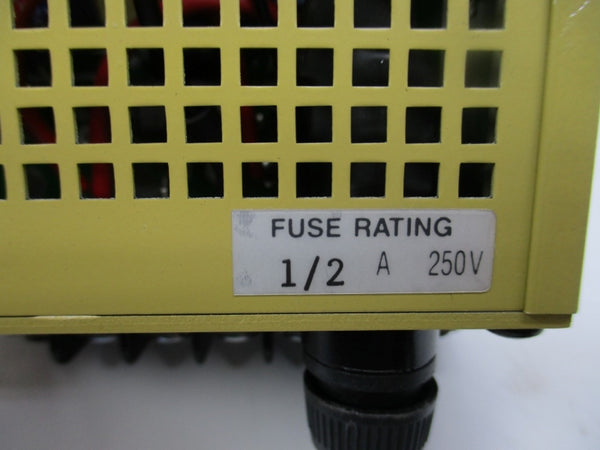 FUSE RATING
1/2 A 250V